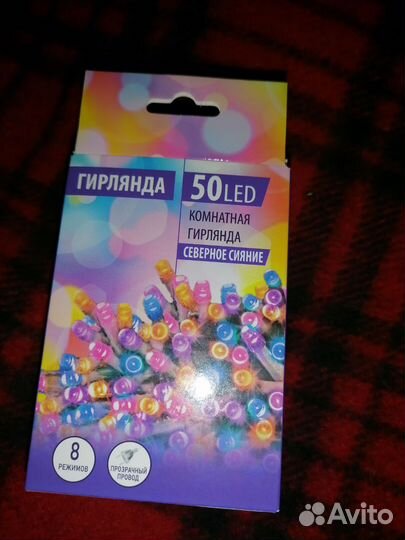 ГИРЛЯНДА
50LED
КОМНАТНАЯ
ГИРЛЯНДА
СЕВЕРНОЕ СИЯНИЕ
8
РЕЖИМОВ
ПРОЗРАЧНЫЙ
ПРОВОД
Avito